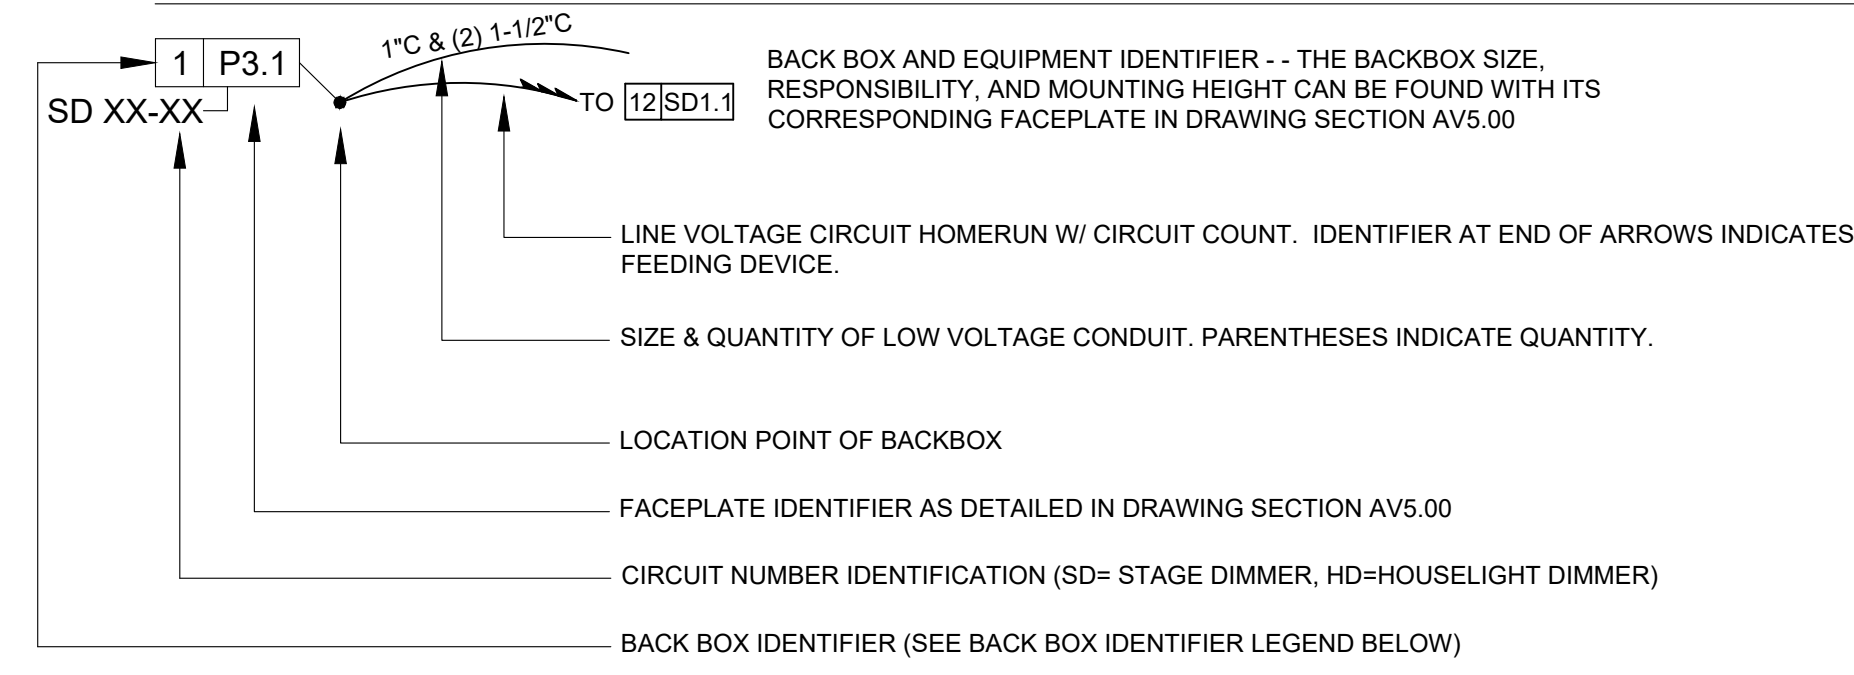 1 P3.1
SD XX-XX
1"C & (2) 1-1/2"C
TO 12 SD1.1
BACK BOX AND EQUIPMENT IDENTIFIER - - THE BACKBOX SIZE,
RESPONSIBILITY, AND MOUNTING HEIGHT CAN BE FOUND WITH ITS
CORRESPONDING FACEPLATE IN DRAWING SECTION AV5.00
LINE VOLTAGE CIRCUIT HOMERUN W/ CIRCUIT COUNT. IDENTIFIER AT END OF ARROWS INDICATES
FEEDING DEVICE.
SIZE & QUANTITY OF LOW VOLTAGE CONDUIT. PARENTHESES INDICATE QUANTITY.
LOCATION POINT OF BACKBOX
FACEPLATE IDENTIFIER AS DETAILED IN DRAWING SECTION AV5.00
CIRCUIT NUMBER IDENTIFICATION (SD= STAGE DIMMER, HD=HOUSELIGHT DIMMER)
BACK BOX IDENTIFIER (SEE BACK BOX IDENTIFIER LEGEND BELOW)